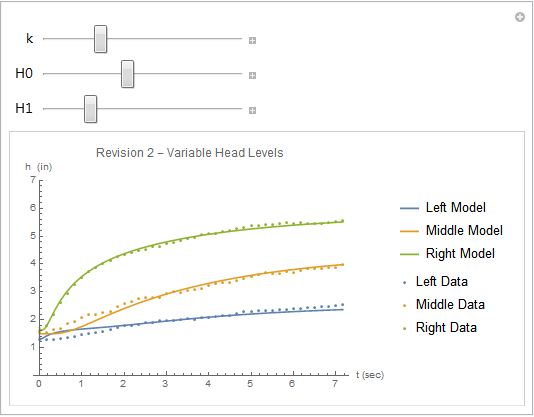 k
H0
H1
Revision 2 – Variable Head Levels
h (in)
7
6
5
4
3
2
1
0 1 2 3 4 5 6 7 t (sec)
Left Model
Middle Model
Right Model
Left Data
Middle Data
Right Data